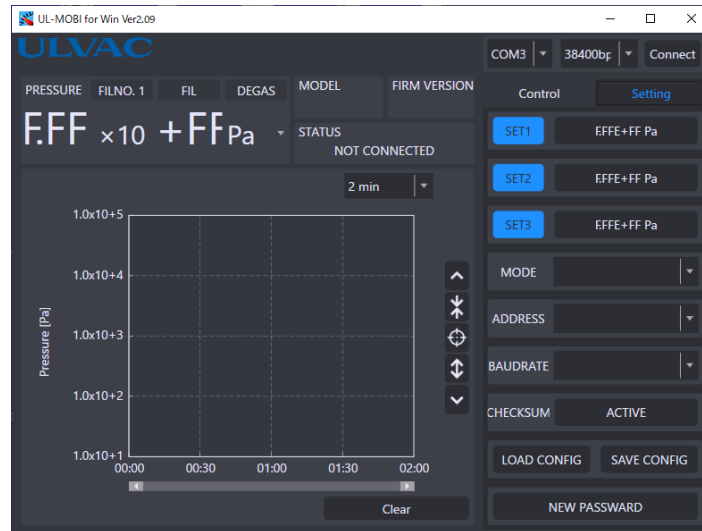 UL-MOBI for Win Ver2.09
ULVAC
COM3
38400bp
Connect
PRESSURE FILNO. 1 FIL DEGAS
F.FF ×10 +FF Pa
MODEL
FIRM VERSION
STATUS
NOT CONNECTED
Control
Setting
SET1 F.FFE+FF Pa
SET2 F.FFE+FF Pa
SET3 F.FFE+FF Pa
MODE
ADDRESS
BAUDRATE
CHECKSUM ACTIVE
LOAD CONFIG SAVE CONFIG
NEW PASSWARD
2 min
Pressure [Pa]
1.0x10+5
1.0x10+4
1.0x10+3
1.0x10+2
1.0x10+1
00:00 00:30 01:00 01:30 02:00
Clear